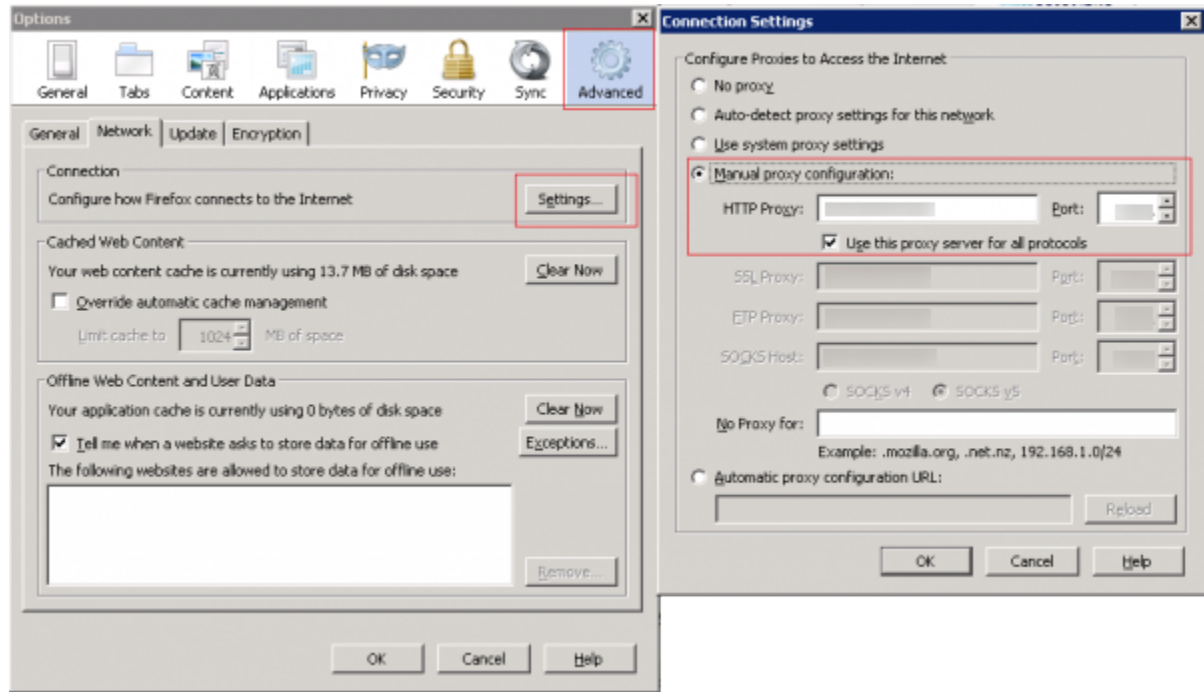 Options
General Tabs Content Applications Privacy Security Sync Advanced
General Network Update Encryption
Connection
Configure how Firefox connects to the Internet Settings...
Cached Web Content
Your web content cache is currently using 13.7 MB of disk space Clear Now
Override automatic cache management
Limit cache to 1024 MB of space
Offline Web Content and User Data
Your application cache is currently using 0 bytes of disk space Clear Now
Tell me when a website asks to store data for offline use Exceptions...
The following websites are allowed to store data for offline use:
Remove...
OK Cancel Help
Connection Settings
Configure Proxies to Access the Internet
No proxy
Auto-detect proxy settings for this network
Use system proxy settings
Manual proxy configuration:
HTTP Proxy: Port:
Use this proxy server for all protocols
SSL Proxy: Port:
FTP Proxy: Port:
SOCKS Host: Port:
SOCKS v4 SOCKS v5
No Proxy for:
Example: .mozilla.org, .net.nz, 192.168.1.0/24
Automatic proxy configuration URL:
Reload
OK Cancel Help